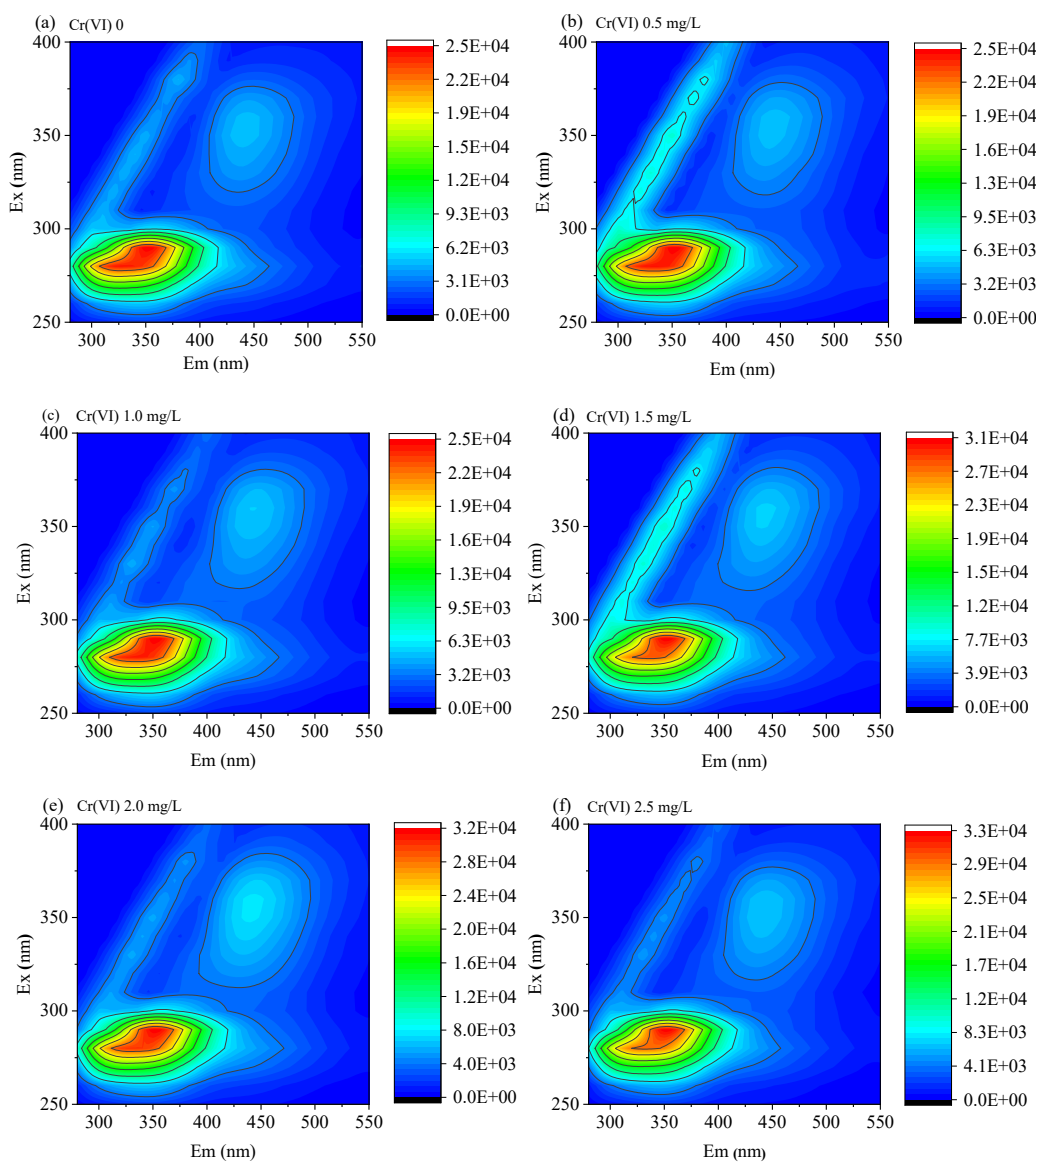 (a) Cr(VI) 0
400
350
300
250
Ex (nm)
300 350 400 450 500 550
Em (nm)
2.5E+04
2.2E+04
1.9E+04
1.5E+04
1.2E+04
9.3E+03
6.2E+03
3.1E+03
0.0E+00
(b) Cr(VI) 0.5 mg/L
400
350
300
250
Ex (nm)
300 350 400 450 500 550
Em (nm)
2.5E+04
2.2E+04
1.9E+04
1.6E+04
1.3E+04
9.5E+03
6.3E+03
3.2E+03
0.0E+00
(c) Cr(VI) 1.0 mg/L
400
350
300
250
Ex (nm)
300 350 400 450 500 550
Em (nm)
2.5E+04
2.2E+04
1.9E+04
1.6E+04
1.3E+04
9.5E+03
6.3E+03
3.2E+03
0.0E+00
(d) Cr(VI) 1.5 mg/L
400
350
300
250
Ex (nm)
300 350 400 450 500 550
Em (nm)
3.1E+04
2.7E+04
2.3E+04
1.9E+04
1.5E+04
1.2E+04
7.7E+03
3.9E+03
0.0E+00
(e) Cr(VI) 2.0 mg/L
400
350
300
250
Ex (nm)
300 350 400 450 500 550
Em (nm)
3.2E+04
2.8E+04
2.4E+04
2.0E+04
1.6E+04
1.2E+04
8.0E+03
4.0E+03
0.0E+00
(f) Cr(VI) 2.5 mg/L
400
350
300
250
Ex (nm)
300 350 400 450 500 550
Em (nm)
3.3E+04
2.9E+04
2.5E+04
2.1E+04
1.7E+04
1.2E+04
8.3E+03
4.1E+03
0.0E+00